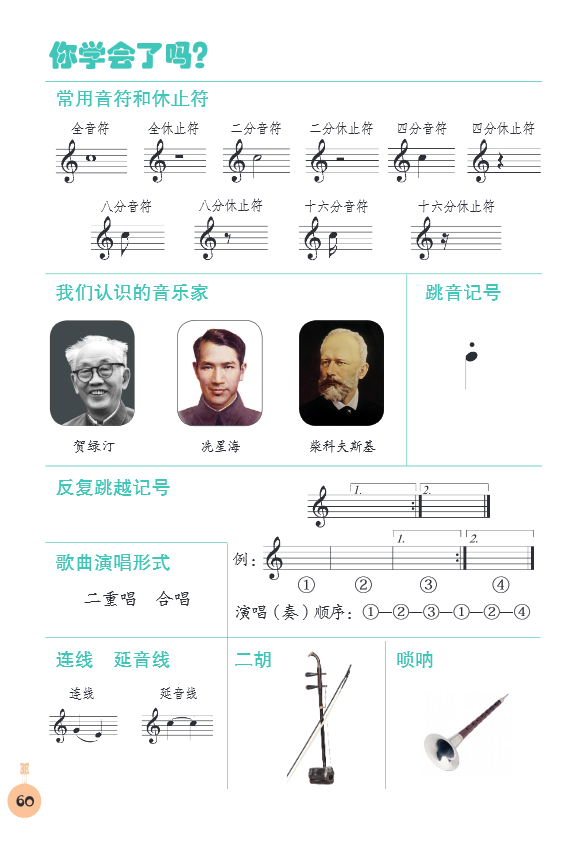 你学会了吗？
常用音符和休止符
全音符 全休止符 二分音符 二分休止符 四分音符 四分休止符
八分音符 八分休止符 十六分音符 十六分休止符
我们认识的音乐家
跳音记号
贺绿汀 冼星海 柴科夫斯基
反复跳越记号
1. 2.
歌曲演唱形式
二重唱 合唱
1. 2.
例：
① ② ③ ④
演唱（奏）顺序：①—②—③—①—②—④
连线 延音线
连线 延音线
二胡
唢呐
60